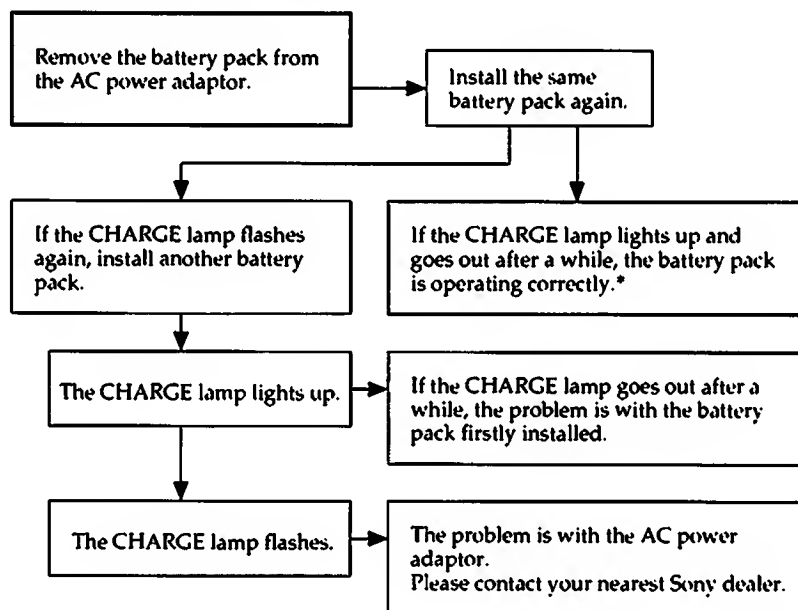 Remove the battery pack from
the AC power adaptor.
Install the same
battery pack again.
If the CHARGE lamp flashes
again, install another battery
pack.
If the CHARGE lamp lights up and
goes out after a while, the battery pack
is operating correctly.*
The CHARGE lamp lights up.
If the CHARGE lamp goes out after a
while, the problem is with the battery
pack firstly installed.
The CHARGE lamp flashes.
The problem is with the AC power
adaptor.
Please contact your nearest Sony dealer.